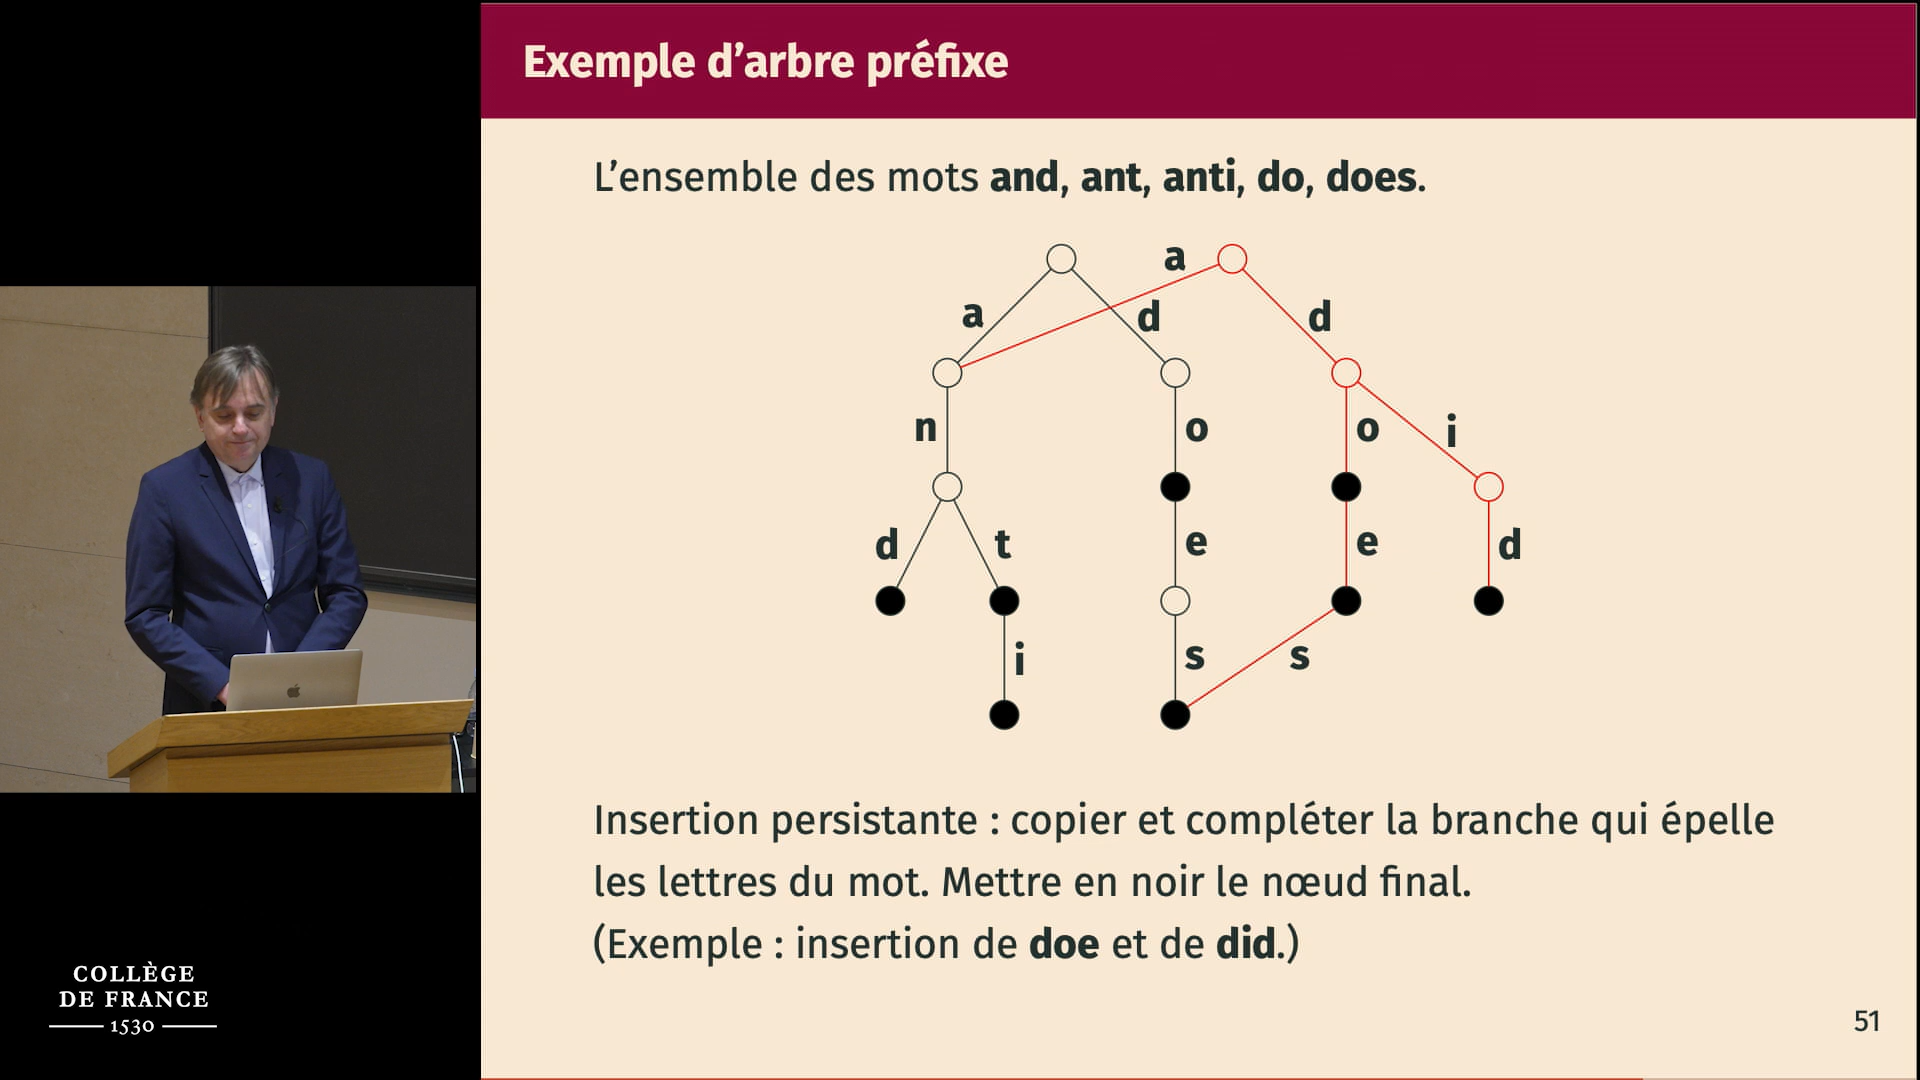 Exemple d’arbre préfixe
L’ensemble des mots and, ant, anti, do, does.
a
a
d
d
n
o
o
i
d
t
e
e
d
i
s
s
Insertion persistante : copier et compléter la branche qui épelle
les lettres du mot. Mettre en noir le nœud final.
(Exemple : insertion de doe et de did.)
COLLÈGE
DE FRANCE
1530
51